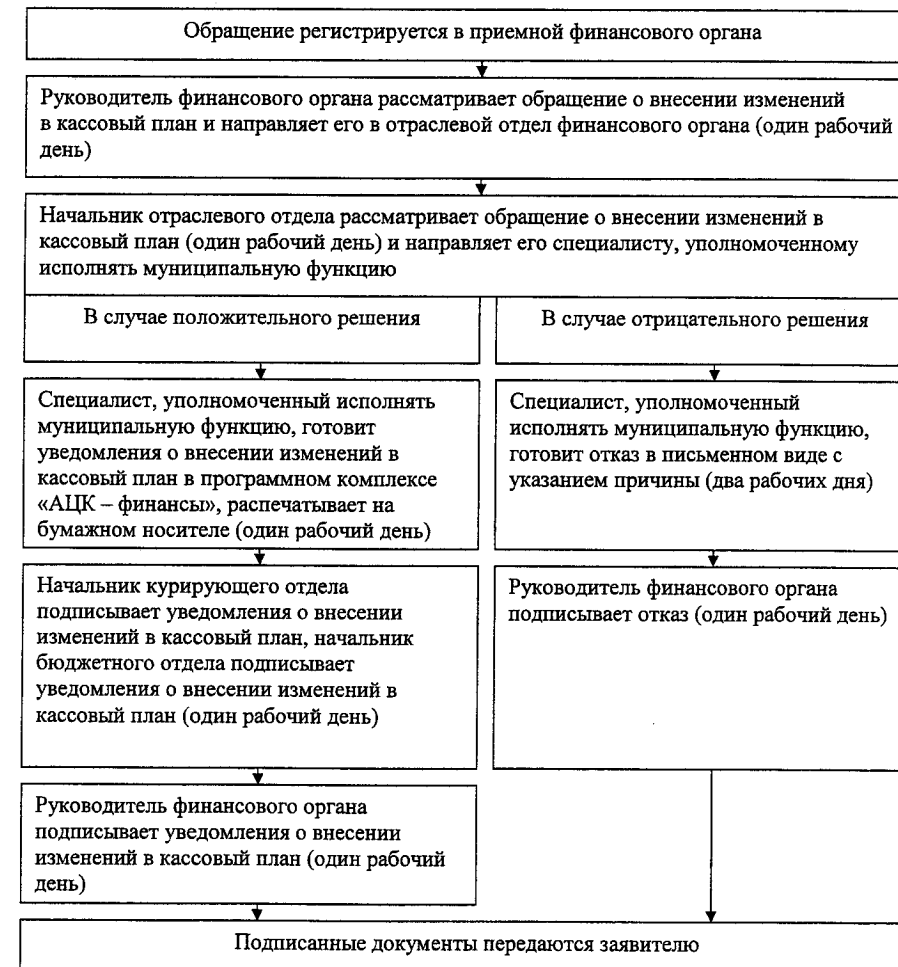 Обращение регистрируется в приемной финансового органа
Руководитель финансового органа рассматривает обращение о внесении изменений
в кассовый план и направляет его в отраслевой отдел финансового органа (один рабочий
день)
Начальник отраслевого отдела рассматривает обращение о внесении изменений в
кассовый план (один рабочий день) и направляет его специалисту, уполномоченному
исполнять муниципальную функцию
В случае положительного решения
В случае отрицательного решения
Специалист, уполномоченный исполнять
муниципальную функцию, готовит
уведомления о внесении изменений в
кассовый план в программном комплексе
«АЦК – финансы», распечатывает на
бумажном носителе (один рабочий день)
Специалист, уполномоченный
исполнять муниципальную функцию,
готовит отказ в письменном виде с
указанием причины (два рабочих дня)
Начальник курирующего отдела
подписывает уведомления о внесении
изменений в кассовый план, начальник
бюджетного отдела подписывает
уведомления о внесении изменений в
кассовый план (один рабочий день)
Руководитель финансового органа
подписывает отказ (один рабочий день)
Руководитель финансового органа
подписывает уведомления о внесении
изменений в кассовый план (один рабочий
день)
Подписанные документы передаются заявителю